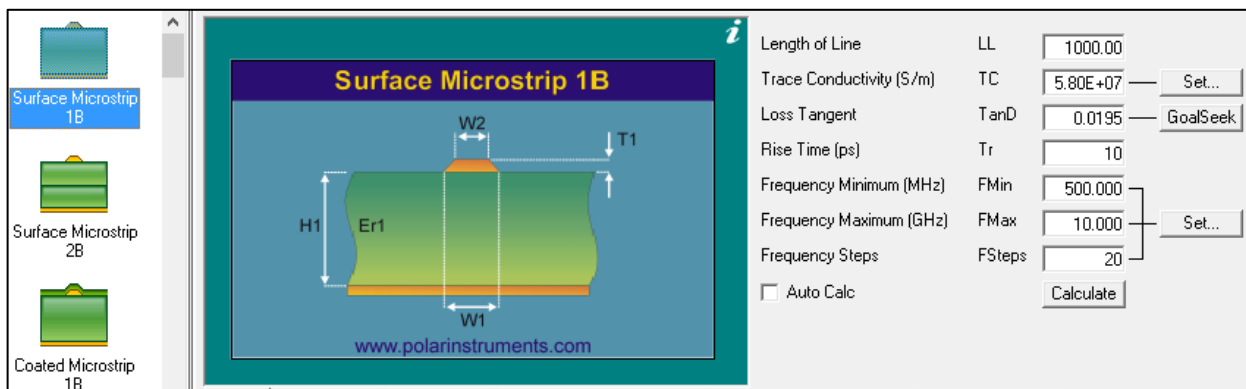 Surface Microstrip
1B
Surface Microstrip
2B
Coated Microstrip
1B
i
Surface Microstrip 1B
W2
T1
H1
Er1
W1
www.polarinstruments.com
Length of Line LL 1000.00
Trace Conductivity (S/m) TC 5.80E+07 Set...
Loss Tangent TanD 0.0195 GoalSeek
Rise Time (ps) Tr 10
Frequency Minimum (MHz) FMin 500.000
Frequency Maximum (GHz) FMax 10.000 Set...
Frequency Steps FSteps 20
Auto Calc Calculate